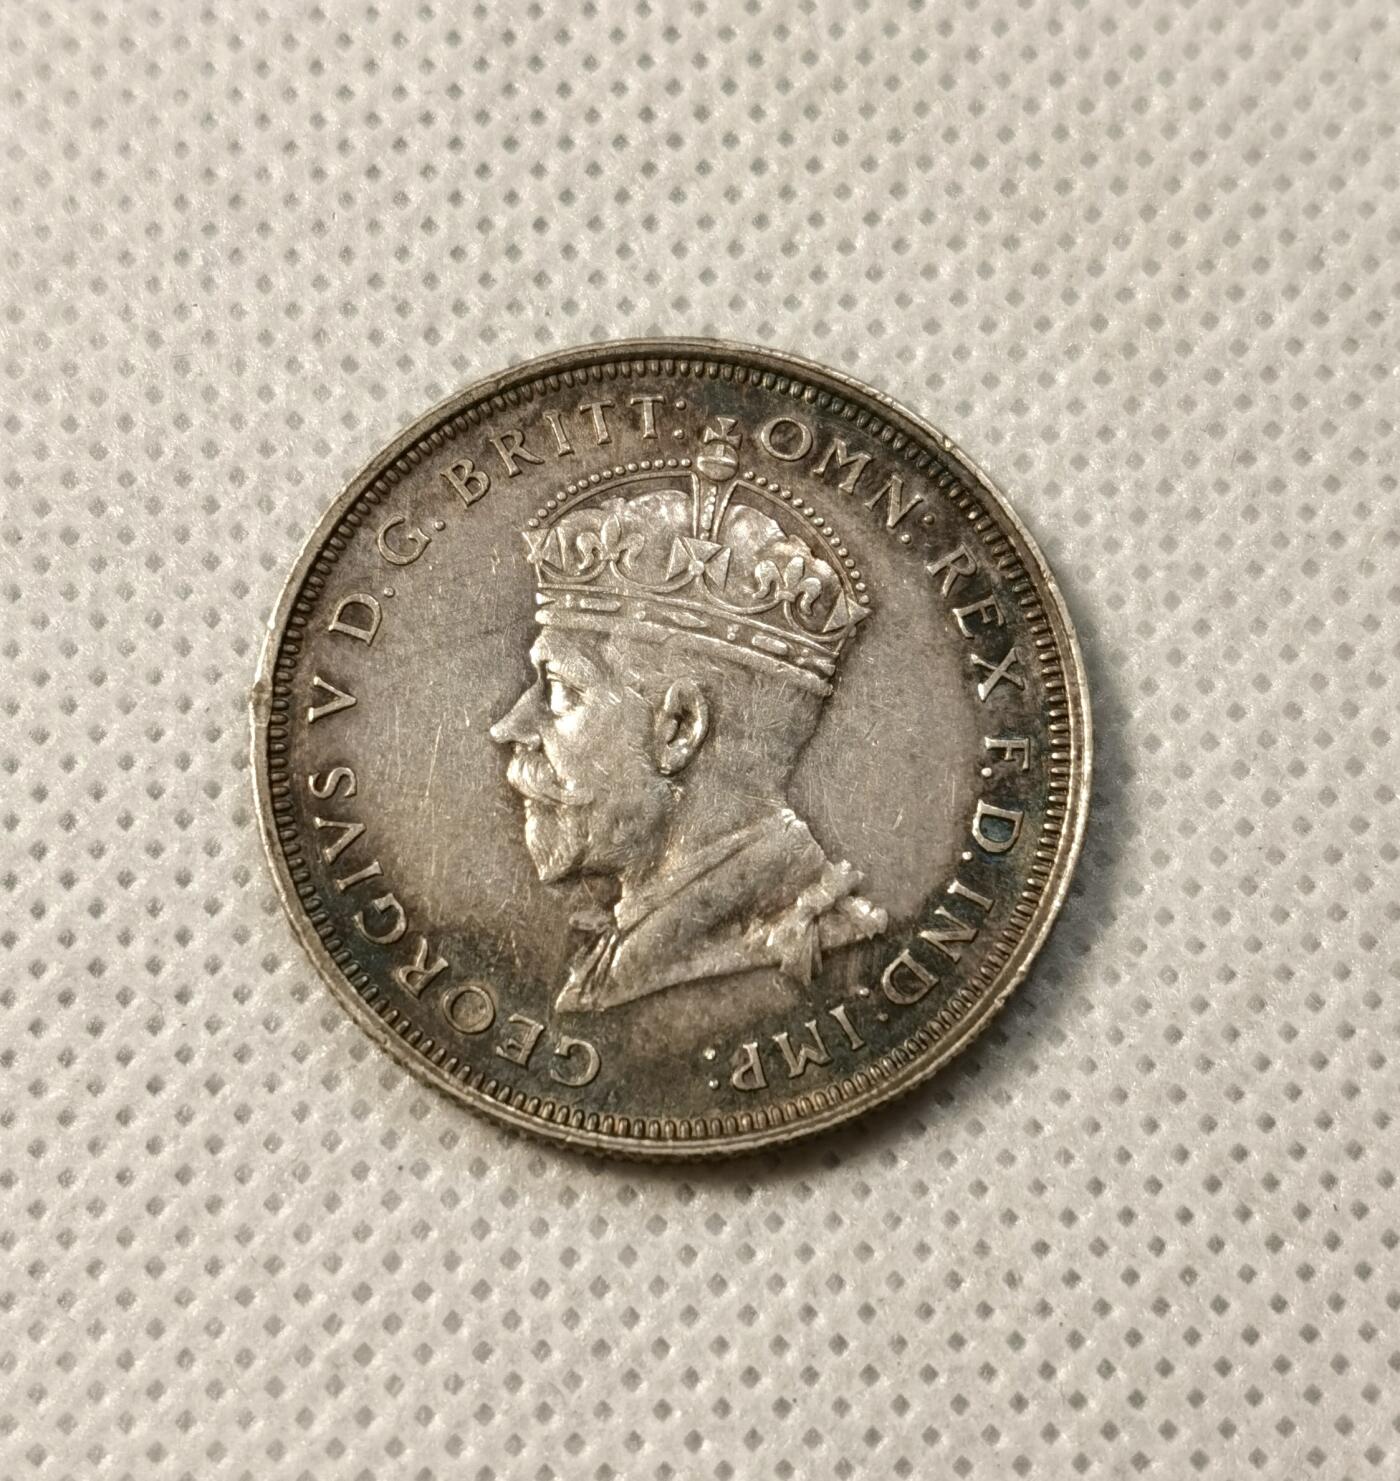 GEORGIVS V D.G. BRITT: OMN: REX F.D. IND: IMP: